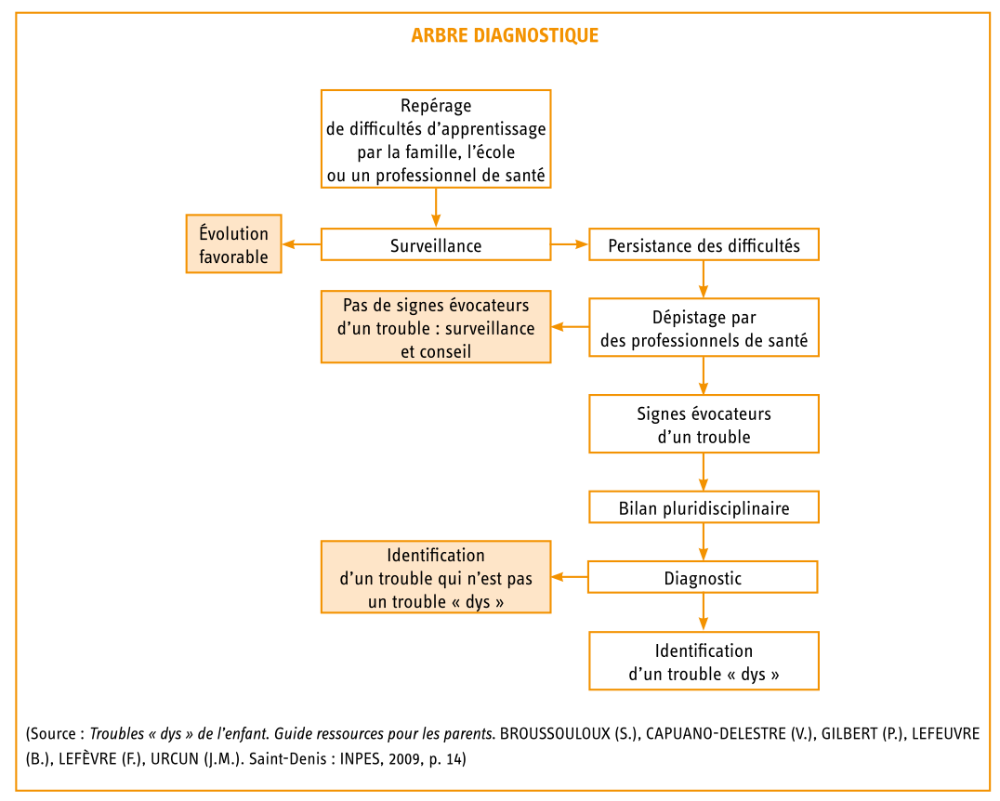 ARBRE DIAGNOSTIQUE
Repérage
de difficultés d'apprentissage
par la famille, l'école
ou un professionnel de santé
Évolution
favorable
Surveillance
Persistance des difficultés
Pas de signes évocateurs
d'un trouble : surveillance
et conseil
Dépistage par
des professionnels de santé
Signes évocateurs
d'un trouble
Bilan pluridisciplinaire
Identification
d'un trouble qui n'est pas
un trouble « dys »
Diagnostic
Identification
d'un trouble « dys »
(Source : Troubles « dys » de l'enfant. Guide ressources pour les parents. BROUSSOULOUX (S.), CAPUANO-DELESTRE (V.), GILBERT (P.), LEFEUVRE
(B.), LEFÈVRE (F.), URCUN (J.M.). Saint-Denis : INPES, 2009, p. 14)